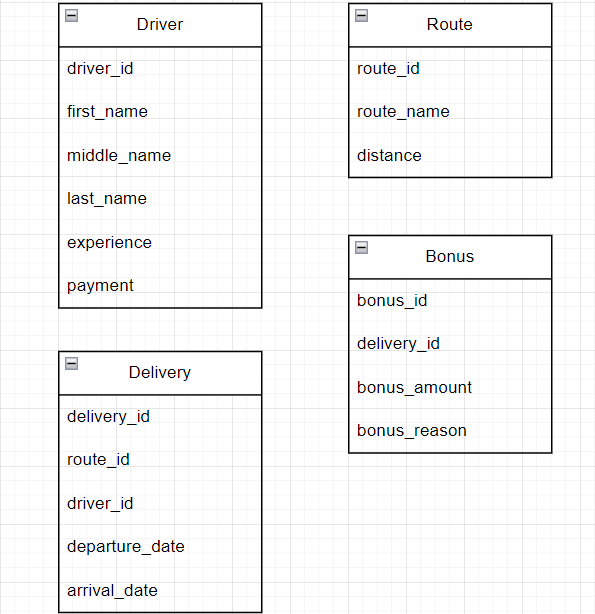 Driver
driver_id
first_name
middle_name
last_name
experience
payment
Route
route_id
route_name
distance
Delivery
delivery_id
route_id
driver_id
departure_date
arrival_date
Bonus
bonus_id
delivery_id
bonus_amount
bonus_reason